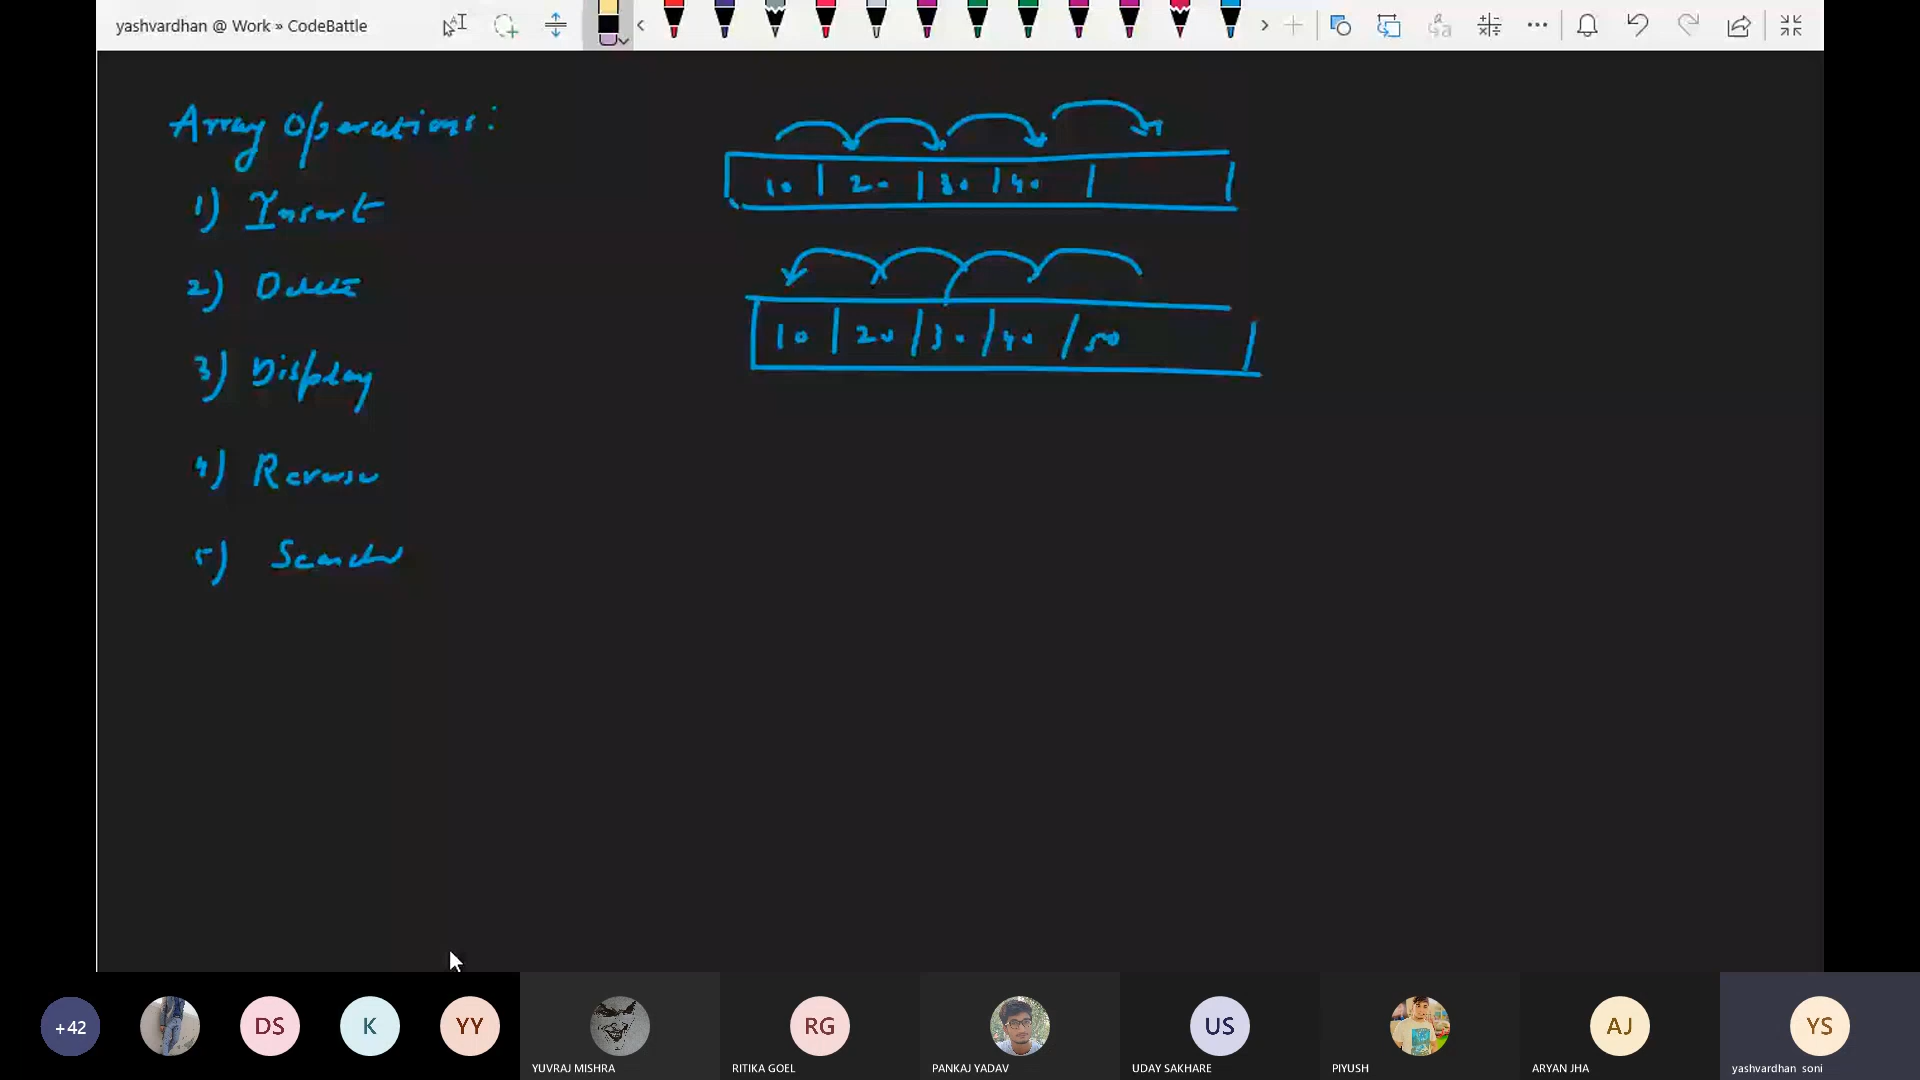 yashvardhan @ Work » CodeBattle
Array Operations:
1) Insert
2) Delete
3) Display
4) Reverse
5) Search
10 | 20 | 30 | 40 |
10 | 20 | 30 | 40 | 50
+42
DS
K
YY
RG
US
AJ
YS
YUVRAJ MISHRA
RITIKA GOEL
PANKAJ YADAV
UDAY SAKHARE
PIYUSH
ARYAN JHA
yashvardhan soni